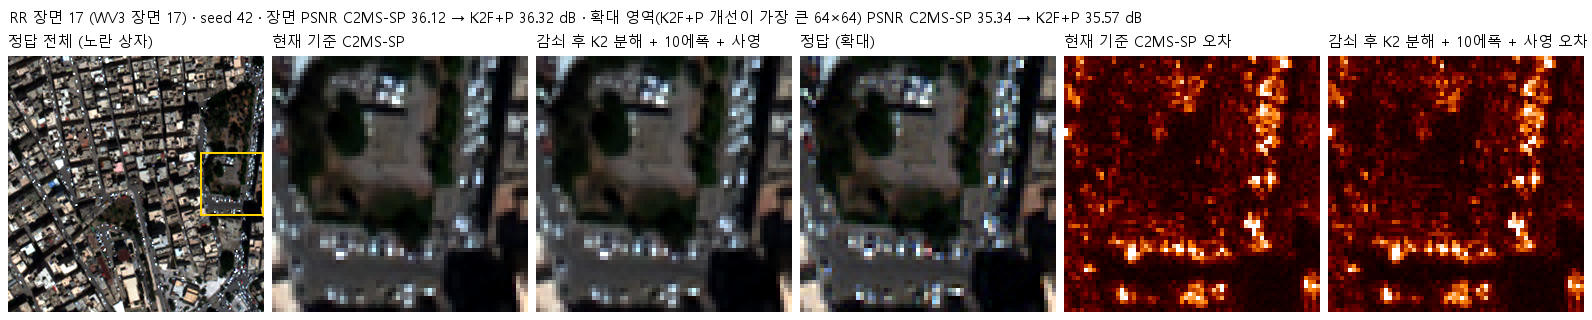 RR 장면 17 (WV3 장면 17) · seed 42 · 장면 PSNR C2MS-SP 36.12 → K2F+P 36.32 dB · 확대 영역(K2F+P 개선이 가장 큰 64×64) PSNR C2MS-SP 35.34 → K2F+P 35.57 dB
정답 전체 (노란 상자)
현재 기준 C2MS-SP
감쇠 후 K2 분해 + 10에폭 + 사영
정답 (확대)
현재 기준 C2MS-SP 오차
감쇠 후 K2 분해 + 10에폭 + 사영 오차